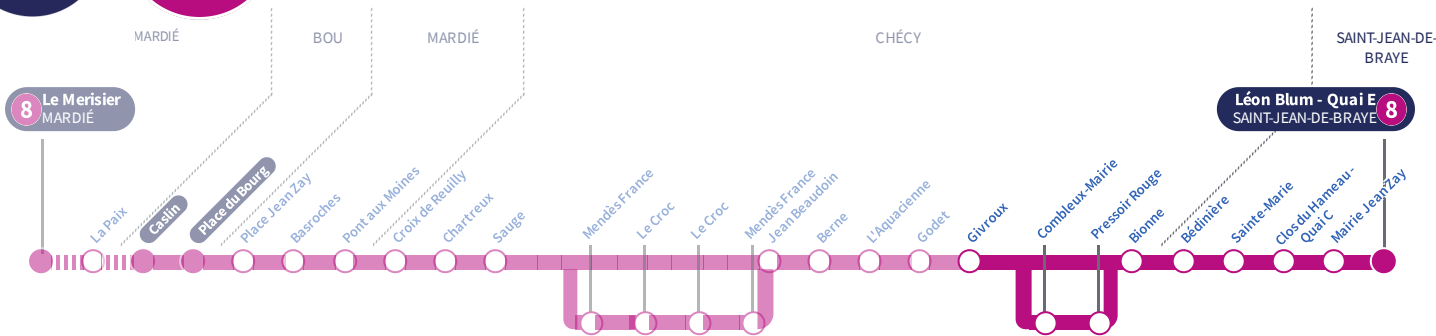 MARDIÉ
BOU
MARDIÉ
CHÉCY
SAINT-JEAN-DE-
BRAYE
8
Le Merisier
MARDIÉ
Léon Blum - Quai E
SAINT-JEAN-DE-BRAYE
8
La Paix
Caslin
Place du Bourg
Place Jean Zay
Basroches
Pont aux Moines
Croix de Reuilly
Chartreux
Sauge
Mendès France
Le Croc
Le Croc
Mendès France
Jean Beaudoin
Berne
L'Aquacienne
Godet
Givroux
Combleux-Mairie
Pressoir Rouge
Bionne
Bédinière
Sainte-Marie
Clos du Hameau-
Quai C
Mairie Jean Zay